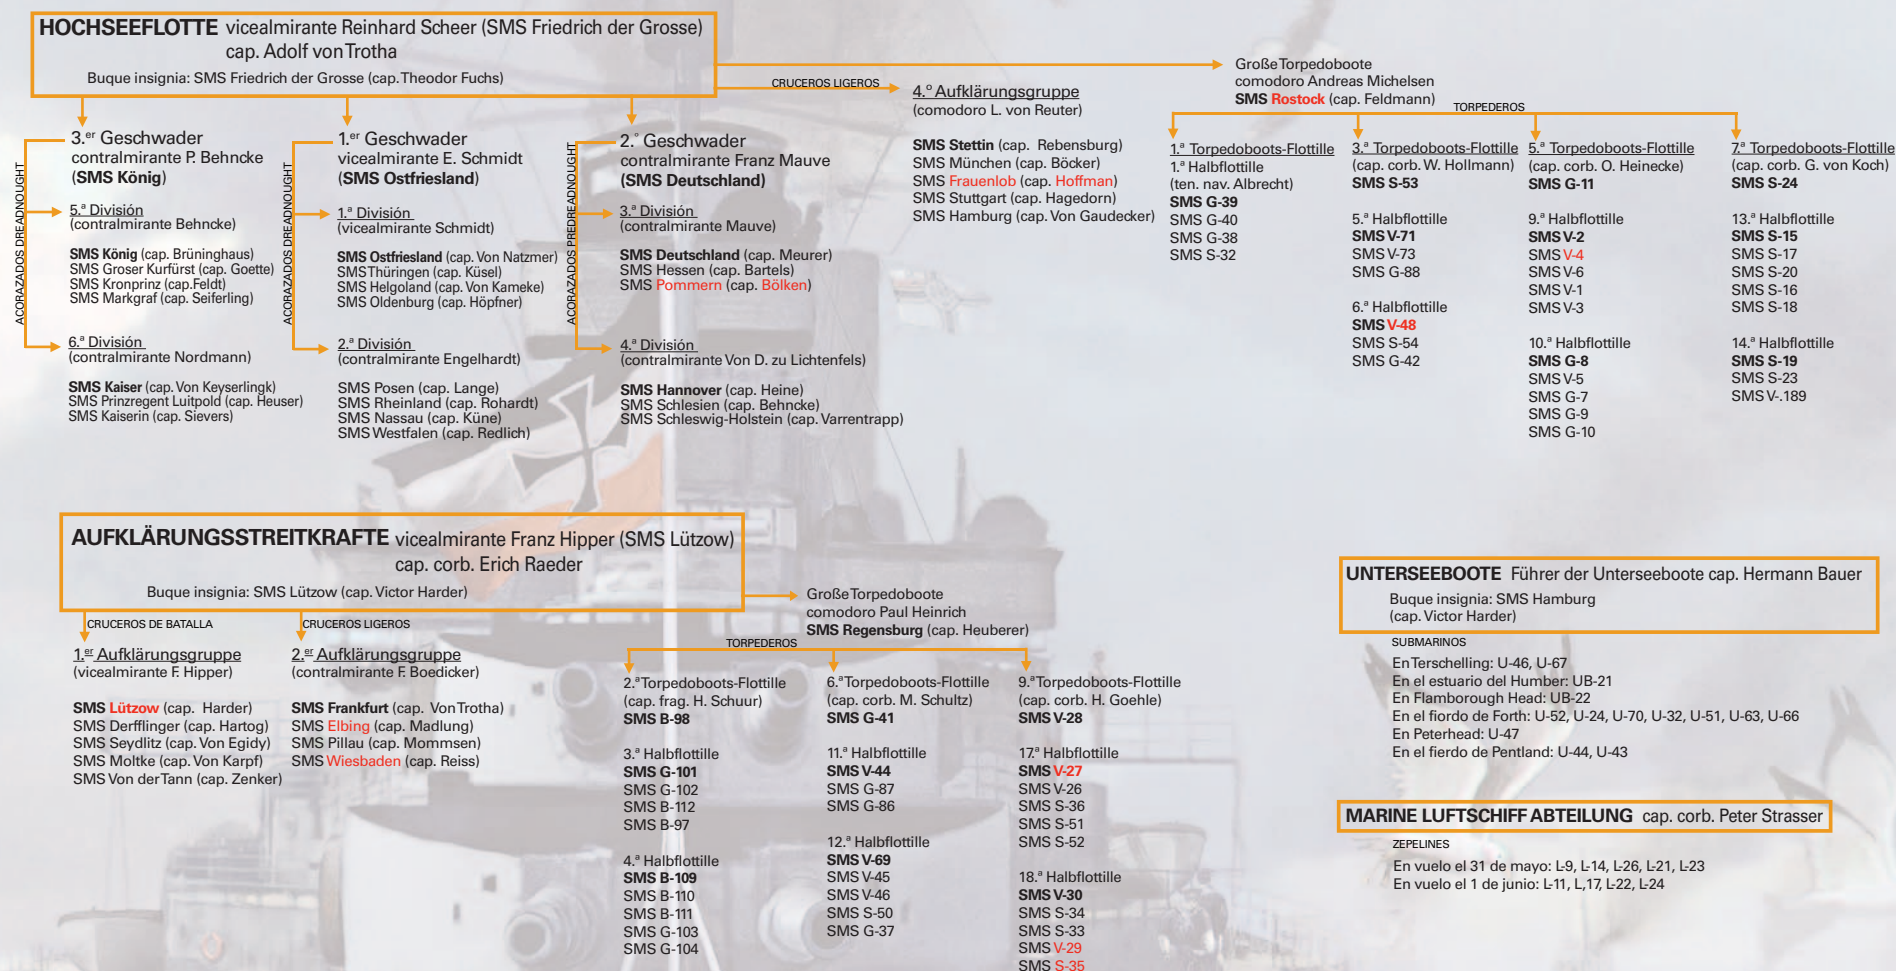 HOCHSEEFLOTTE vicealmirante Reinhard Scheer (SMS Friedrich der Grosse)
cap. Adolf von Trotha
Buque insignia: SMS Friedrich der Grosse (cap. Theodor Fuchs)
ACORAZADOS DREADNOUGHT
3.er Geschwader
contralmirante P. Behncke
(SMS König)
5.ª División
(contralmirante Behncke)
SMS König (cap. Brüninghaus)
SMS Groser Kurfürst (cap. Goette)
SMS Kronprinz (cap.Feldt)
SMS Markgraf (cap. Seiferling)
6.ª División
(contralmirante Nordmann)
SMS Kaiser (cap. Von Keyserlingk)
SMS Prinzregent Luitpold (cap. Heuser)
SMS Kaiserin (cap. Sievers)
ACORAZADOS DREADNOUGHT
1.er Geschwader
vicealmirante E. Schmidt
(SMS Ostfriesland)
1.ª División
(vicealmirante Schmidt)
SMS Ostfriesland (cap. Von Natzmer)
SMS Thüringen (cap. Küsel)
SMS Helgoland (cap. Von Kameke)
SMS Oldenburg (cap. Höpfner)
2.ª División
(contralmirante Engelhardt)
SMS Posen (cap. Lange)
SMS Rheinland (cap. Rohardt)
SMS Nassau (cap. Küne)
SMS Westfalen (cap. Redlich)
ACORAZADOS PREDREADNOUGHT
2.º Geschwader
contralmirante Franz Mauve
(SMS Deutschland)
3.ª División
(contralmirante Mauve)
SMS Deutschland (cap. Meurer)
SMS Hessen (cap. Bartels)
SMS Pommern (cap. Bölken)
4.ª División
(contralmirante Von D. zu Lichtenfels)
SMS Hannover (cap. Heine)
SMS Schlesien (cap. Behncke)
SMS Schleswig-Holstein (cap. Varrentrapp)
CRUCEROS LIGEROS
4.º Aufklärungsgruppe
(comodoro L. von Reuter)
SMS Stettin (cap. Rebensburg)
SMS München (cap. Böcker)
SMS Frauenlob (cap. Hoffman)
SMS Stuttgart (cap. Hagedorn)
SMS Hamburg (cap. Von Gaudecker)
Große Torpedoboote
comodoro Andreas Michelsen
SMS Rostock (cap. Feldmann)
TORPEDEROS
1.ª Torpedoboots-Flottille
1.ª Halbflottille
(ten. nav. Albrecht)
SMS G-39
SMS G-40
SMS G-38
SMS S-32
3.ª Torpedoboots-Flottille
(cap. corb. W. Hollmann)
SMS S-53
5.ª Halbflottille
SMS V-71
SMS V-73
SMS G-88
6.ª Halbflottille
SMS V-48
SMS S-54
SMS G-42
5.ª Torpedoboots-Flottille
(cap. corb. O. Heinecke)
SMS G-11
9.ª Halbflottille
SMS V-2
SMS V-4
SMS V-6
SMS V-1
SMS V-3
10.ª Halbflottille
SMS G-8
SMS V-5
SMS G-7
SMS G-9
SMS G-10
7.ª Torpedoboots-Flottille
(cap. corb. G. von Koch)
SMS S-24
13.ª Halbflottille
SMS S-15
SMS S-17
SMS S-20
SMS S-16
SMS S-18
14.ª Halbflottille
SMS S-19
SMS S-23
SMS V-.189
AUFKLÄRUNGSSTREITKRAFTE vicealmirante Franz Hipper (SMS Lützow)
cap. corb. Erich Raeder
Buque insignia: SMS Lützow (cap. Victor Harder)
CRUCEROS DE BATALLA
1.er Aufklärungsgruppe
(vicealmirante F. Hipper)
SMS Lützow (cap. Harder)
SMS Derfflinger (cap. Hartog)
SMS Seydlitz (cap. Von Egidy)
SMS Moltke (cap. Von Karpf)
SMS Von der Tann (cap. Zenker)
CRUCEROS LIGEROS
2.er Aufklärungsgruppe
(contralmirante F. Boedicker)
SMS Frankfurt (cap. Von Trotha)
SMS Elbing (cap. Madlung)
SMS Pillau (cap. Mommsen)
SMS Wiesbaden (cap. Reiss)
Große Torpedoboote
comodoro Paul Heinrich
SMS Regensburg (cap. Heuberer)
TORPEDEROS
2.ª Torpedoboots-Flottille
(cap. frag. H. Schuur)
SMS B-98
3.ª Halbflottille
SMS G-101
SMS G-102
SMS B-112
SMS B-97
4.ª Halbflottille
SMS B-109
SMS B-110
SMS B-111
SMS G-103
SMS G-104
6.ª Torpedoboots-Flottille
(cap. corb. M. Schultz)
SMS G-41
11.ª Halbflottille
SMS V-44
SMS G-87
SMS G-86
12.ª Halbflottille
SMS V-69
SMS V-45
SMS V-46
SMS S-50
SMS G-37
9.ª Torpedoboots-Flottille
(cap. corb. H. Goehle)
SMS V-28
17.ª Halbflottille
SMS V-27
SMS V-26
SMS S-36
SMS S-51
SMS S-52
18.ª Halbflottille
SMS V-30
SMS S-34
SMS S-33
SMS V-29
SMS S-35
UNTERSEEBOOTE Führer der Unterseeboote cap. Hermann Bauer
Buque insignia: SMS Hamburg
(cap. Victor Harder)
SUBMARINOS
En Terschelling: U-46, U-67
En el estuario del Humber: UB-21
En Flamborough Head: UB-22
En el fiordo de Forth: U-52, U-24, U-70, U-32, U-51, U-63, U-66
En Peterhead: U-47
En el fierdo de Pentland: U-44, U-43
MARINE LUFTSCHIFF ABTEILUNG cap. corb. Peter Strasser
ZEPELINES
En vuelo el 31 de mayo: L-9, L-14, L-26, L-21, L-23
En vuelo el 1 de junio: L-11, L,17, L-22, L-24